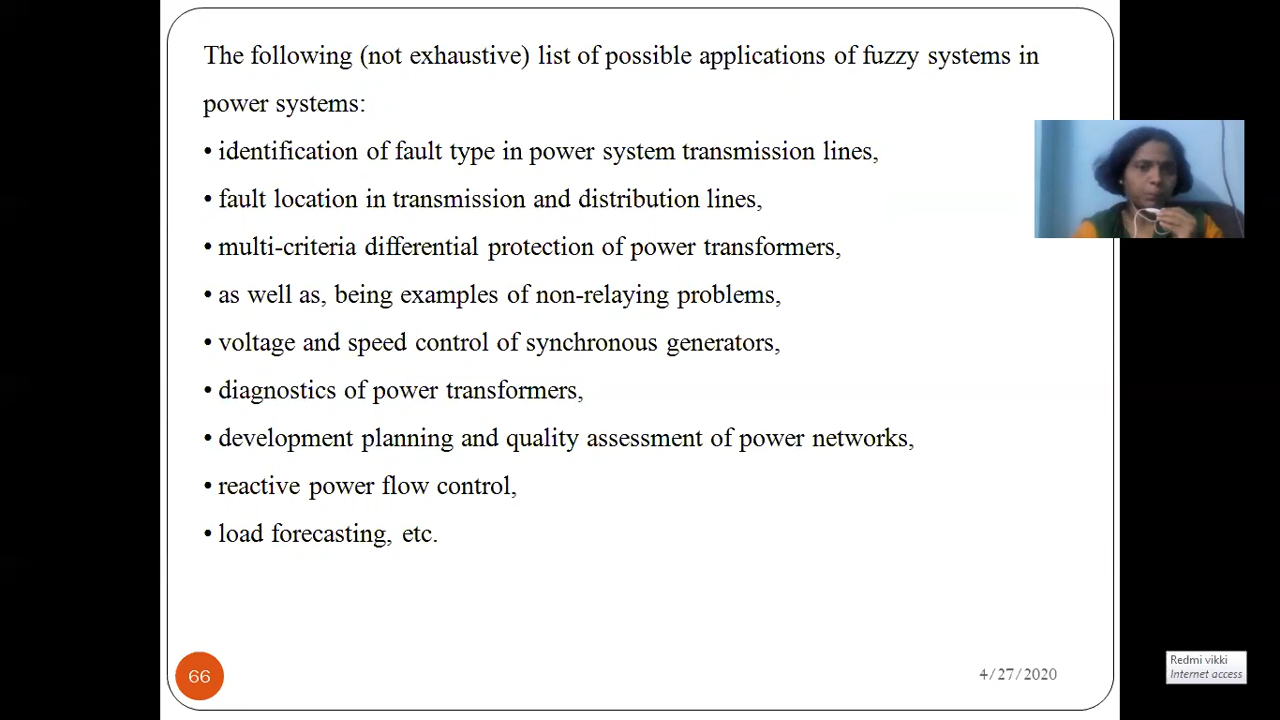 The following (not exhaustive) list of possible applications of fuzzy systems in
power systems:
• identification of fault type in power system transmission lines,
• fault location in transmission and distribution lines,
• multi-criteria differential protection of power transformers,
• as well as, being examples of non-relaying problems,
• voltage and speed control of synchronous generators,
• diagnostics of power transformers,
• development planning and quality assessment of power networks,
• reactive power flow control,
• load forecasting, etc.
66
4/27/2020
Redmi vikki
Internet access